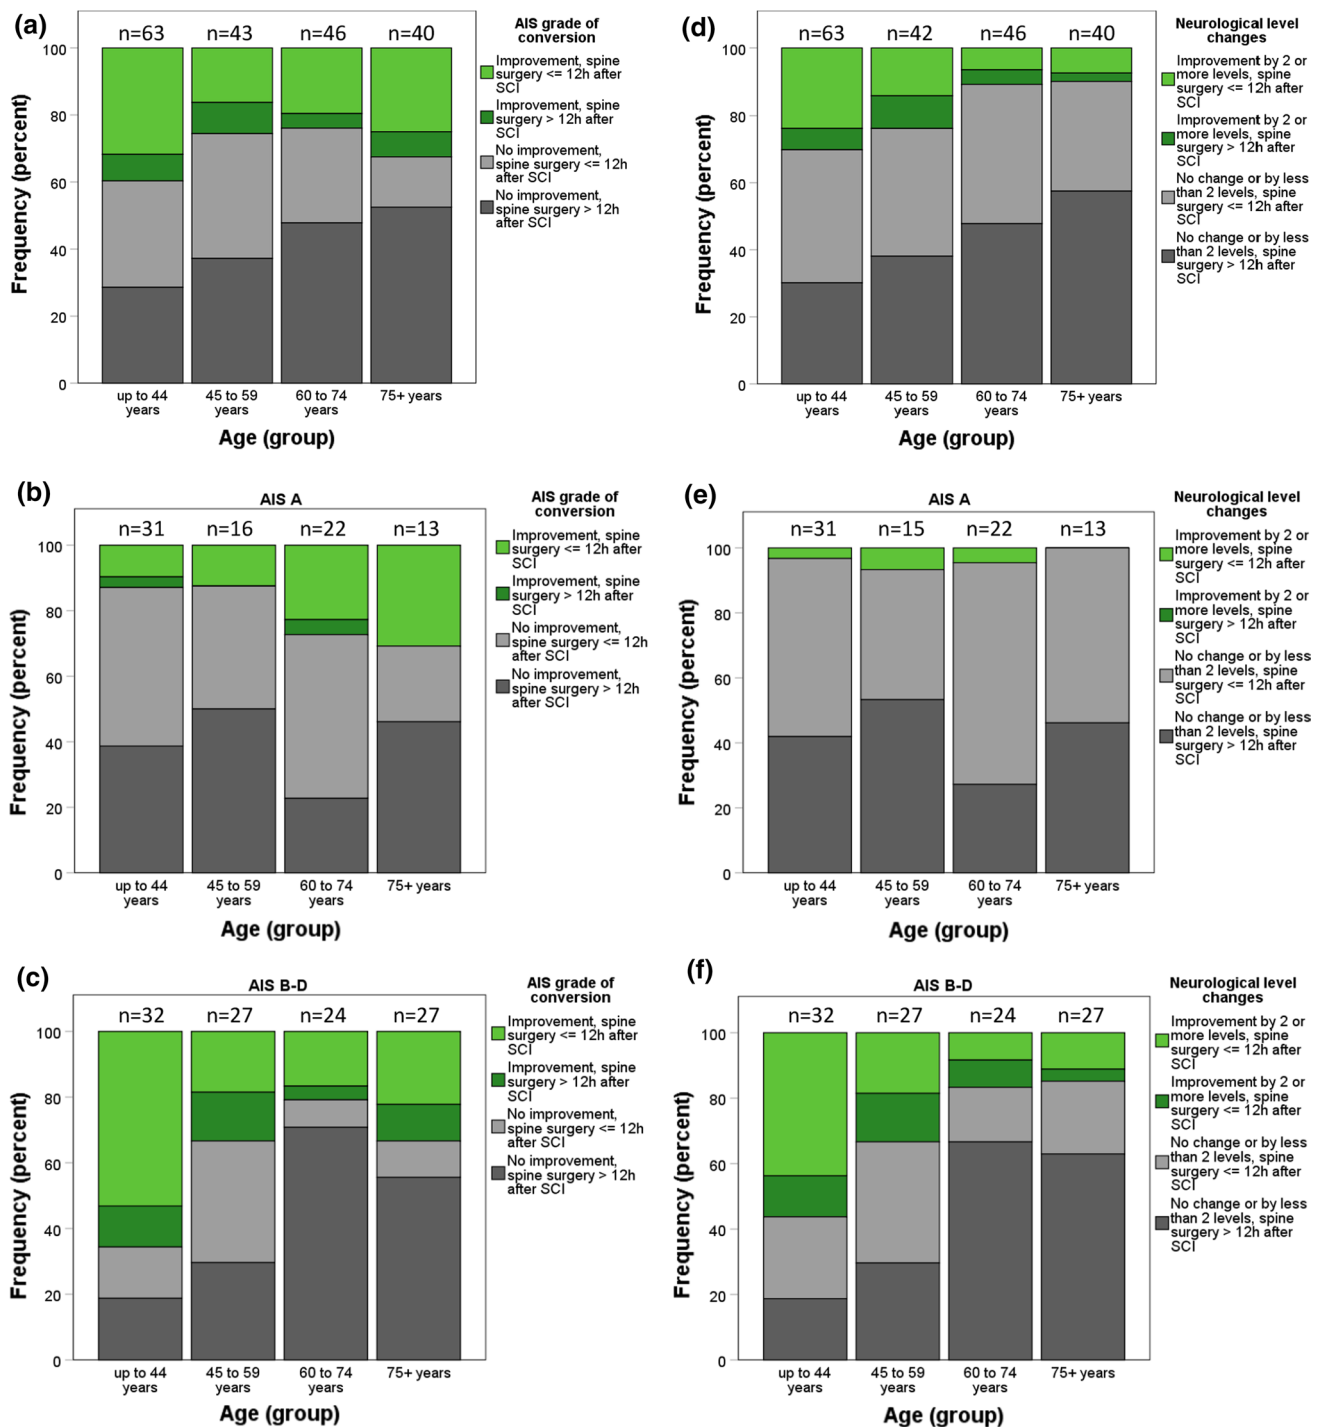 (a)
n=63
n=43
n=46
n=40
100
80
60
40
20
0
Frequency (percent)
up to 44
years
45 to 59
years
60 to 74
years
75+ years
Age (group)
AIS grade of
conversion
Improvement, spine
surgery <= 12h after
SCI
Improvement, spine
surgery > 12h after
SCI
No improvement,
spine surgery <= 12h
after SCI
No improvement,
spine surgery > 12h
after SCI
(d)
n=63
n=42
n=46
n=40
100
80
60
40
20
0
Frequency (percent)
up to 44
years
45 to 59
years
60 to 74
years
75+ years
Age (group)
Neurological level
changes
Improvement by 2 or
more levels, spine
surgery <= 12h after
SCI
Improvement by 2 or
more levels, spine
surgery > 12h after
SCI
No change or by less
than 2 levels, spine
surgery <= 12h after
SCI
No change or by less
than 2 levels, spine
surgery > 12h after
SCI
(b)
AIS A
n=31
n=16
n=22
n=13
100
80
60
40
20
0
Frequency (percent)
up to 44
years
45 to 59
years
60 to 74
years
75+ years
Age (group)
AIS grade of
conversion
Improvement, spine
surgery <= 12h after
SCI
Improvement, spine
surgery > 12h after
SCI
No improvement,
spine surgery <= 12h
after SCI
No improvement,
spine surgery > 12h
after SCI
(e)
AIS A
n=31
n=15
n=22
n=13
100
80
60
40
20
0
Frequency (percent)
up to 44
years
45 to 59
years
60 to 74
years
75+ years
Age (group)
Neurological level
changes
Improvement by 2 or
more levels, spine
surgery <= 12h after
SCI
Improvement by 2 or
more levels, spine
surgery > 12h after
SCI
No change or by less
than 2 levels, spine
surgery <= 12h after
SCI
No change or by less
than 2 levels, spine
surgery > 12h after
SCI
(c)
AIS B-D
n=32
n=27
n=24
n=27
100
80
60
40
20
0
Frequency (percent)
up to 44
years
45 to 59
years
60 to 74
years
75+ years
Age (group)
AIS grade of
conversion
Improvement, spine
surgery <= 12h after
SCI
Improvement, spine
surgery > 12h after
SCI
No improvement,
spine surgery <= 12h
after SCI
No improvement,
spine surgery > 12h
after SCI
(f)
AIS B-D
n=32
n=27
n=24
n=27
100
80
60
40
20
0
Frequency (percent)
up to 44
years
45 to 59
years
60 to 74
years
75+ years
Age (group)
Neurological level
changes
Improvement by 2 or
more levels, spine
surgery <= 12h after
SCI
Improvement by 2 or
more levels, spine
surgery <= 12h after
SCI
No change or by less
than 2 levels, spine
surgery <= 12h after
SCI
No change or by less
than 2 levels, spine
surgery > 12h after
SCI